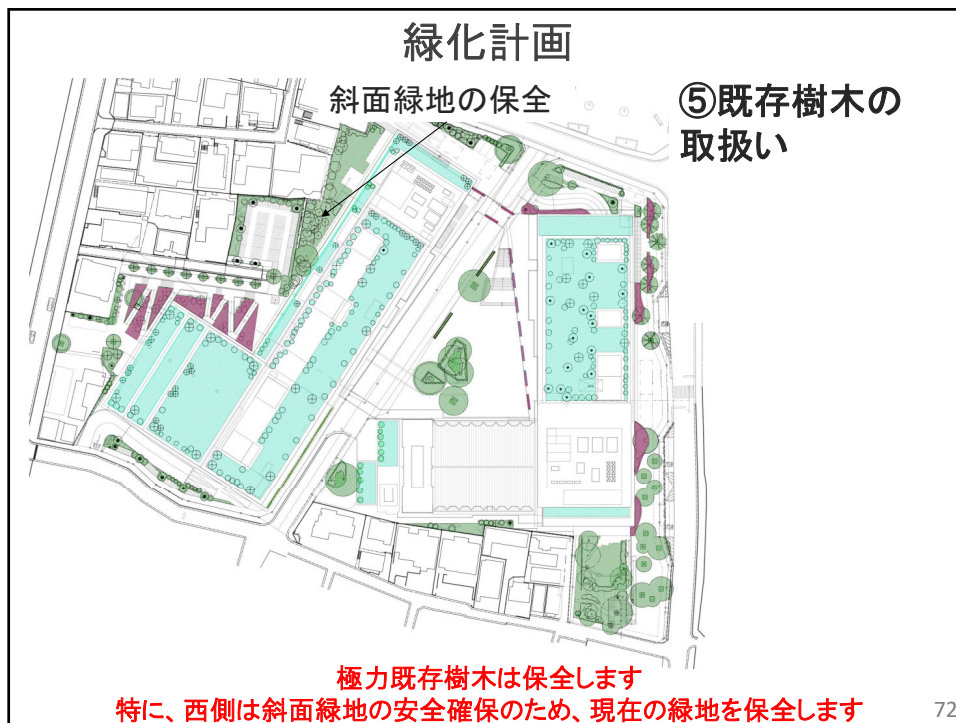 緑化計画
斜面緑地の保全
⑤既存樹木の
取扱い
極力既存樹木は保全します
特に、西側は斜面緑地の安全確保のため、現在の緑地を保全します
72